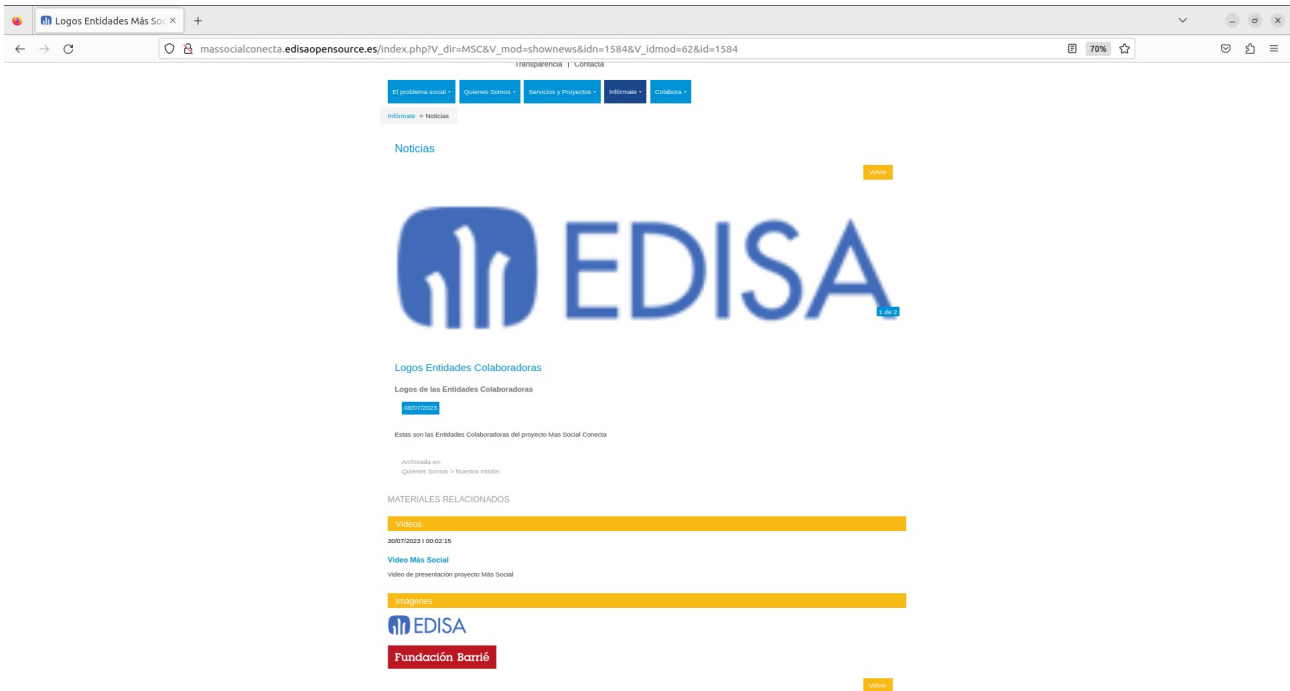 Logos Entidades Más Soc
massocialconecta.edisaopensource.es/index.php?V_dir=MSC&V_mod=shownews&idn=1584&V_idmod=62&id=1584
70%
Transparencia | Contacta
El problema social Quienes Somos Servicios y Proyectos Infórmate Colabora
Infórmate > Noticias
Noticias
Volver
EDISA
1 de 2
Logos Entidades Colaboradoras
Logos de las Entidades Colaboradoras
08/07/2023
Estas son las Entidades Colaboradoras del proyecto Mas Social Conecta
Archivada en:
Quienes Somos > Nuestra misión
MATERIALES RELACIONADOS
Vídeos
30/07/2023 I 00:02:15
Video Más Social
Video de presentación proyecto Más Social
Imágenes
EDISA
Fundación Barrié
Volver